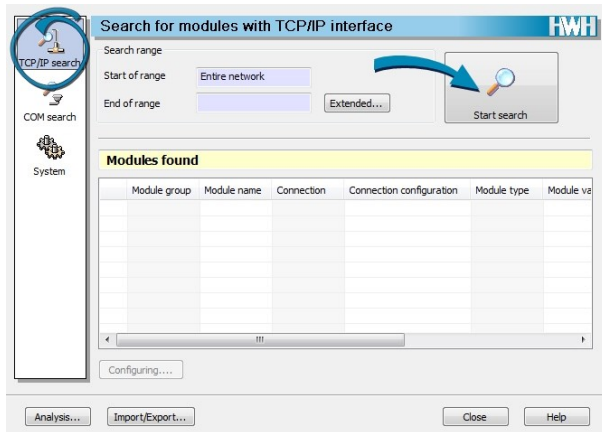 Search for modules with TCP/IP interface
HWH
TCP/IP search
COM search
System
Search range
Start of range
Entire network
End of range
Extended...
Start search
Modules found
Module group Module name Connection Connection configuration Module type Module va
Configuring....
Analysis...
Import/Export...
Close
Help